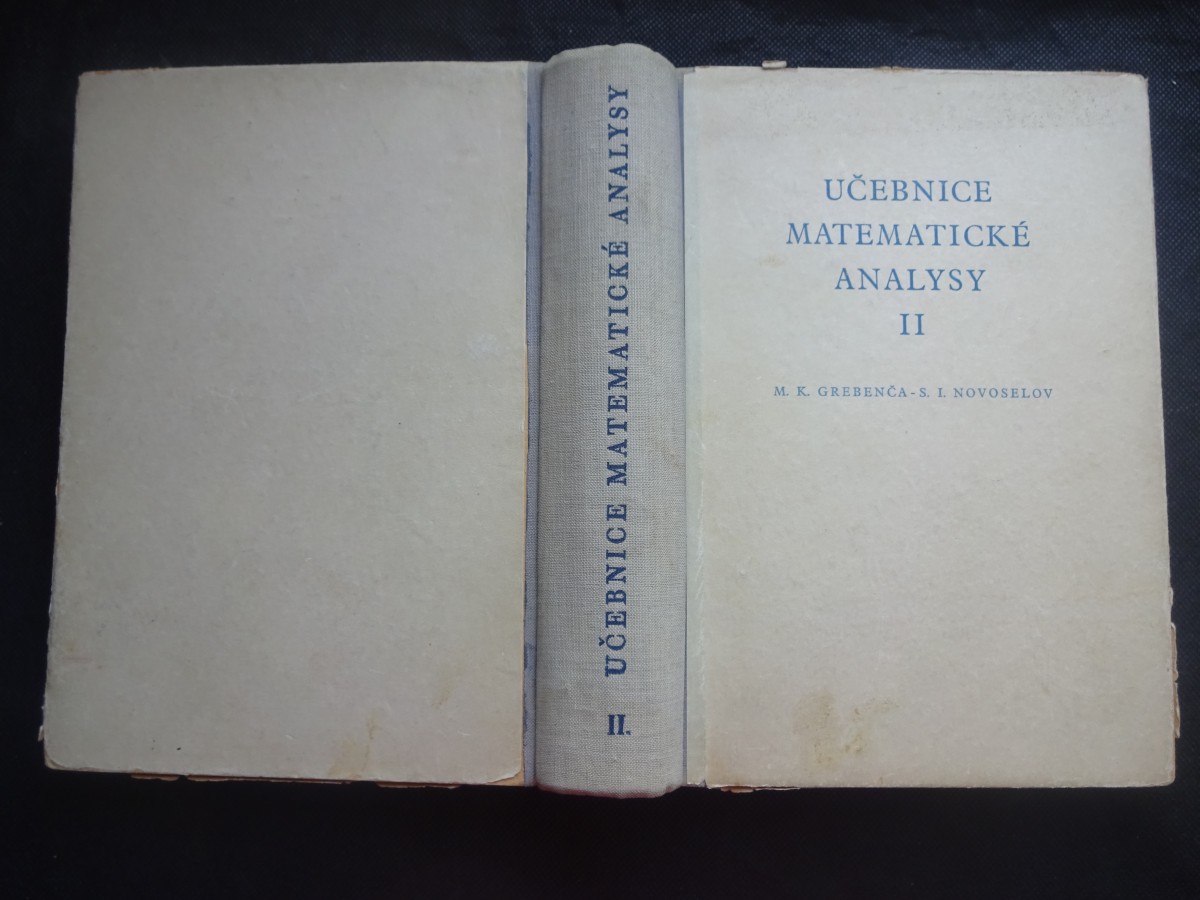 UČEBNICE MATEMATICKÉ ANALYSY
II.
UČEBNICE
MATEMATICKÉ
ANALYSY
II
M. K. GREBENČA - S. I. NOVOSELOV